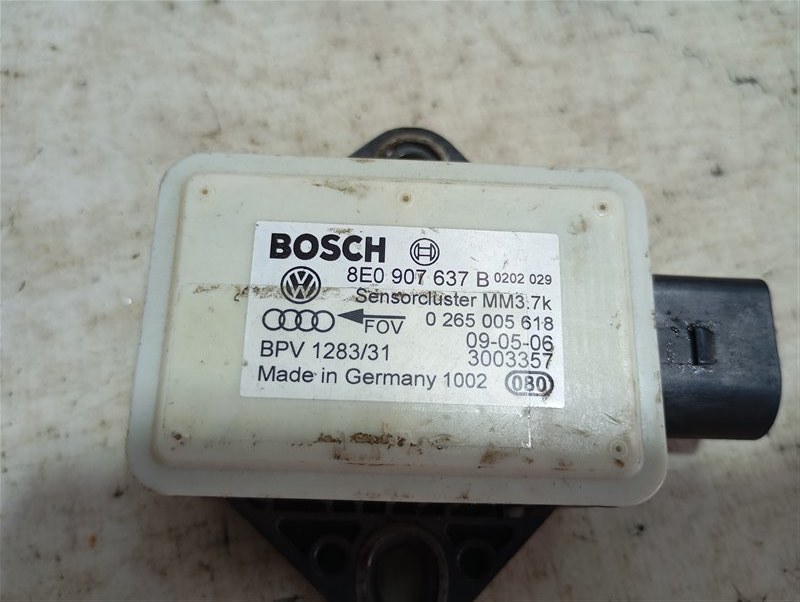 BOSCH
8E0 907 637 B 0202 029
Sensorcluster MM3.7k
FOV 0 265 005 618
09-05-06
BPV 1283/31 3003357
Made in Germany 1002 080